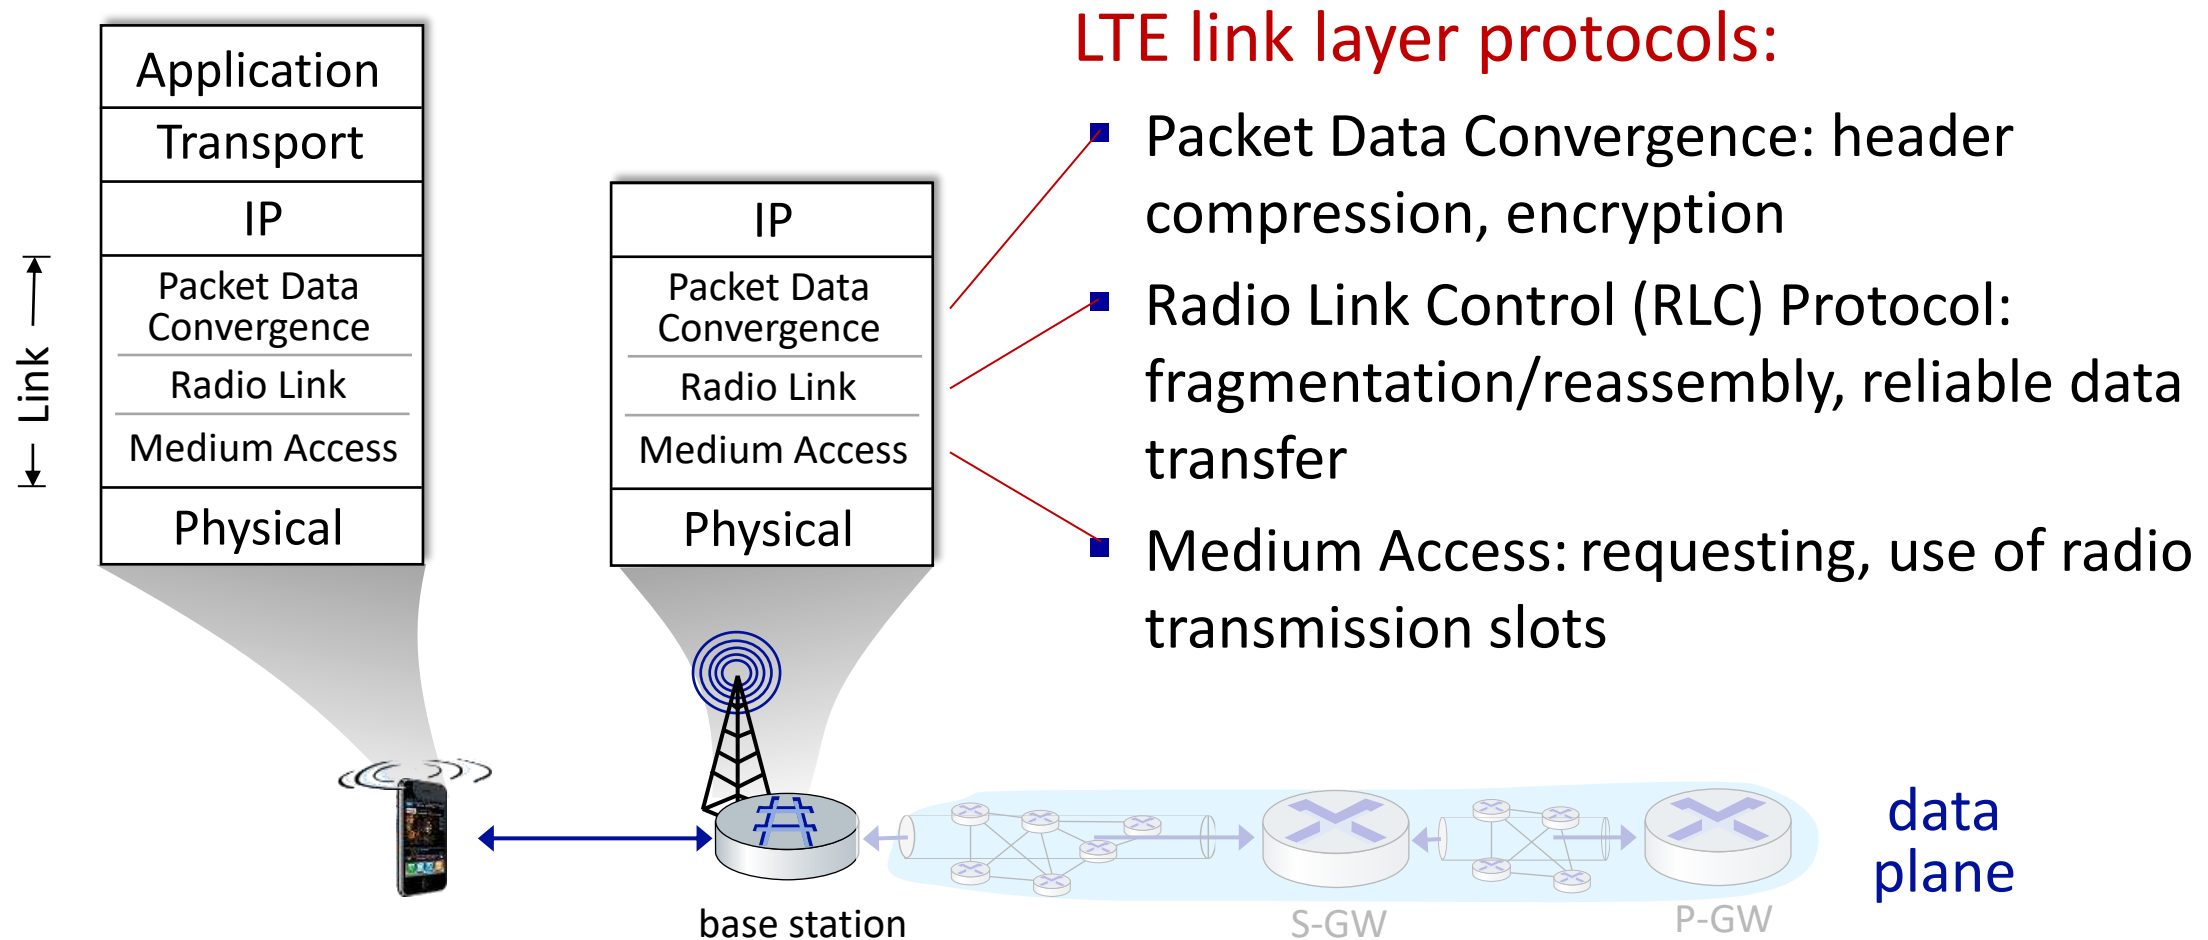 Application
Transport
IP
Packet Data
Convergence
Radio Link
Medium Access
Physical
Link
IP
Packet Data
Convergence
Radio Link
Medium Access
Physical
LTE link layer protocols:
Packet Data Convergence: header
compression, encryption
Radio Link Control (RLC) Protocol:
fragmentation/reassembly, reliable data
transfer
Medium Access: requesting, use of radio
transmission slots
base station
S-GW
P-GW
data
plane